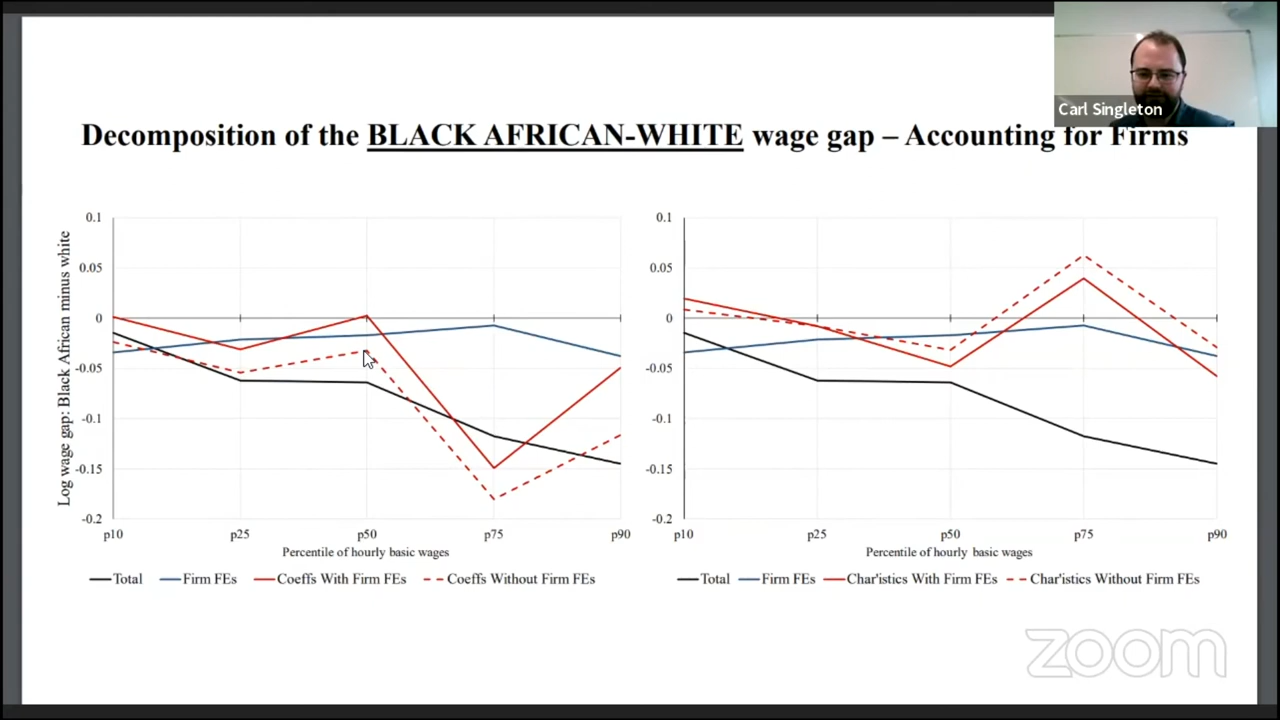 Carl Singleton
Decomposition of the BLACK AFRICAN-WHITE wage gap – Accounting for Firms
Log wage gap: Black African minus white
0.1
0.05
0
-0.05
-0.1
-0.15
-0.2
p10 p25 p50 p75 p90
Percentile of hourly basic wages
Total Firm FEs Coeffs With Firm FEs Coeffs Without Firm FEs
0.1
0.05
0
-0.05
-0.1
-0.15
-0.2
p10 p25 p50 p75 p90
Percentile of hourly basic wages
Total Firm FEs Char'istics With Firm FEs Char'istics Without Firm FEs
zoom